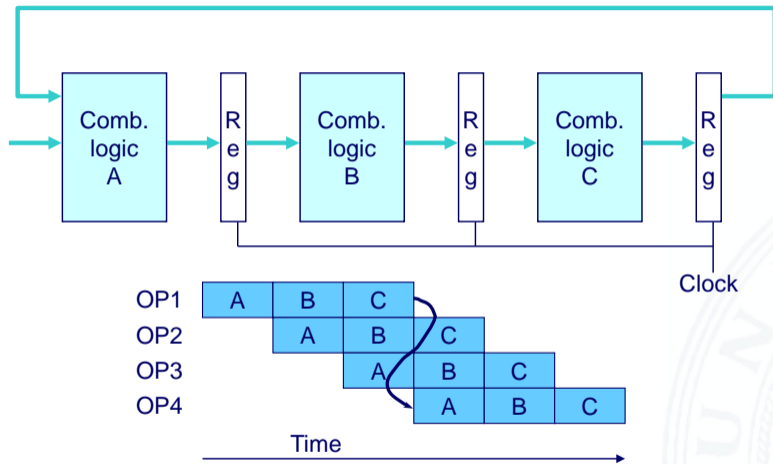 Comb.
logic
A
R
e
g
Comb.
logic
B
R
e
g
Comb.
logic
C
R
e
g
Clock
OP1 A B C
OP2 A B C
OP3 A B C
OP4 A B C
Time
U N